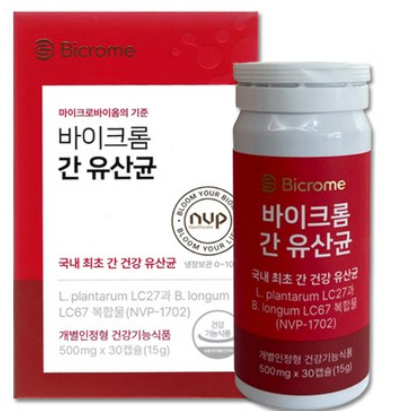 Bicrome
마이크로바이옴의 기준
바이크롬
간 유산균
BLOOM YOUR
nvp
BLOOM YOUR
국내 최초 간 건강 유산균
냉장보관 0~10
L. plantarum LC27과 B. longum
LC67 복합물(NVP-1702)
개별인정형 건강기능식품
500mg x 30캡슐(15g)
건강
기능식품
Bicrome
바이크롬
간 유산균
국내 최초 간 건강 유산균
L. plantarum LC27과
B. longum LC67 복합물
(NVP-1702)
개별인정형 건강기능식품
500mg x 30캡슐(15g)